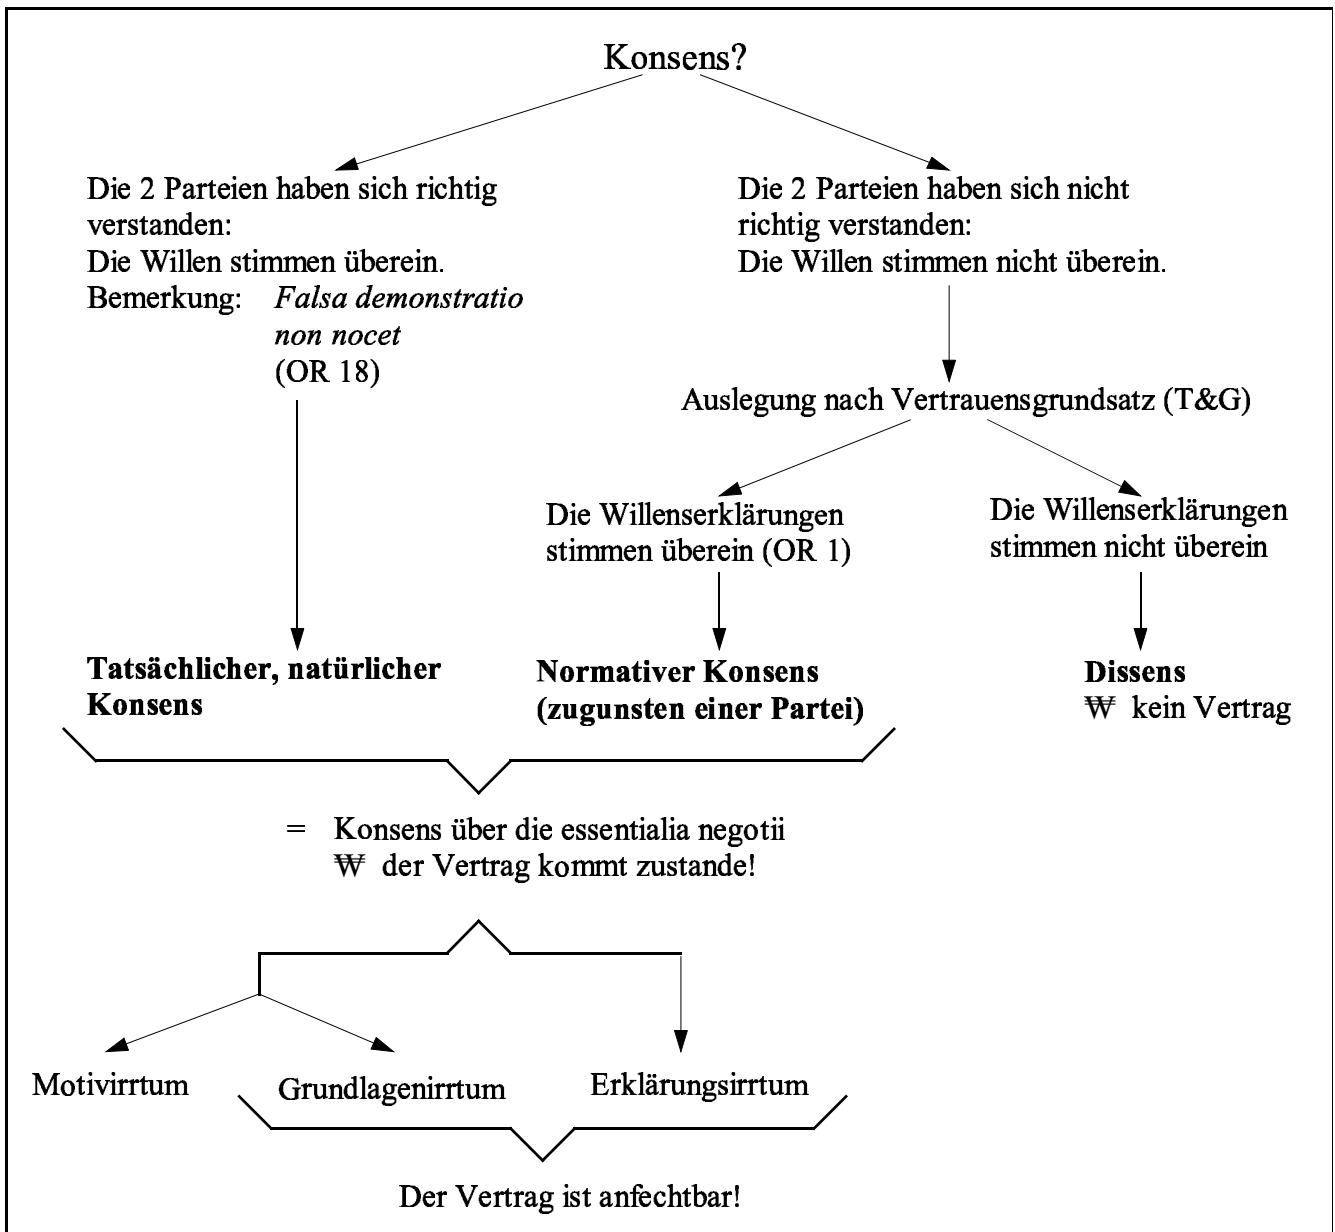 Konsens?
Die 2 Parteien haben sich richtig
verstanden:
Die Willen stimmen überein.
Bemerkung: Falsa demonstratio
non nocet
(OR 18)
Die 2 Parteien haben sich nicht
richtig verstanden:
Die Willen stimmen nicht überein.
Auslegung nach Vertrauensgrundsatz (T&G)
Die Willenserklärungen
stimmen überein (OR 1)
Die Willenserklärungen
stimmen nicht überein
Tatsächlicher, natürlicher
Konsens
Normativer Konsens
(zugunsten einer Partei)
Dissens
₩ kein Vertrag
= Konsens über die essentialia negotii
₩ der Vertrag kommt zustande!
Motivirrtum
Grundlagenirrtum
Erklärungsirrtum
Der Vertrag ist anfechtbar!